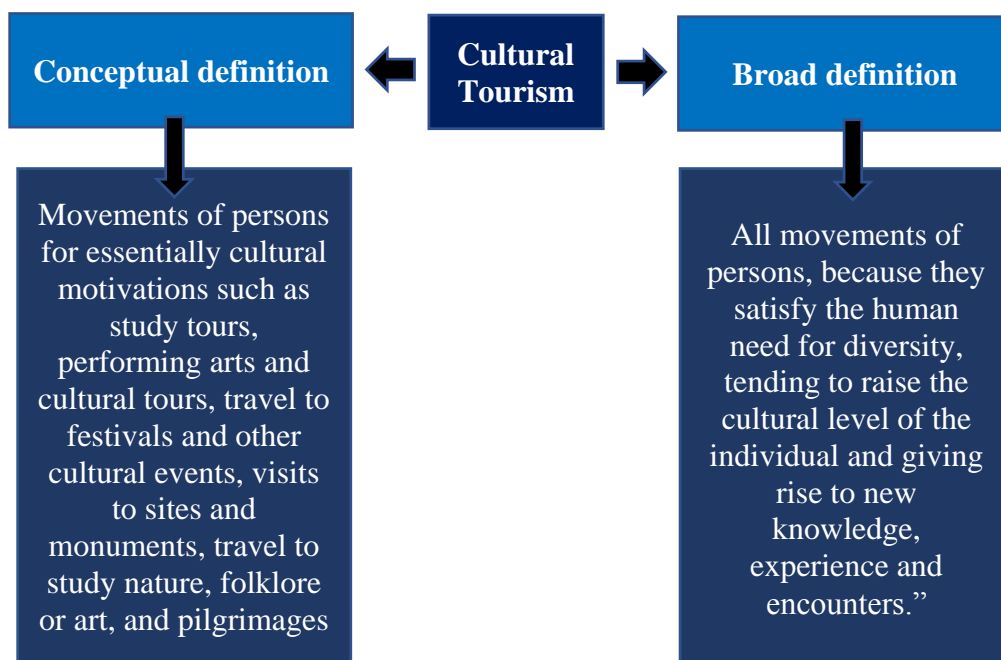 Conceptual definition
Cultural
Tourism
Broad definition
Movements of persons
for essentially cultural
motivations such as
study tours,
performing arts and
cultural tours, travel to
festivals and other
cultural events, visits
to sites and
monuments, travel to
study nature, folklore
or art, and pilgrimages
All movements of
persons, because they
satisfy the human
need for diversity,
tending to raise the
cultural level of the
individual and giving
rise to new
knowledge,
experience and
encounters.”